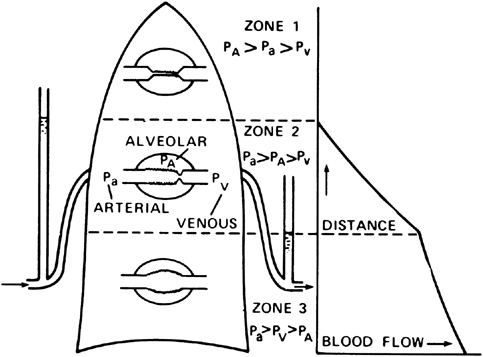 ZONE 1
PA > Pa > PV
ZONE 2
Pa>PA>PV
ALVEOLAR
PA
Pa
PV
ARTERIAL
VENOUS
DISTANCE
ZONE 3
Pa>PV>PA
BLOOD FLOW